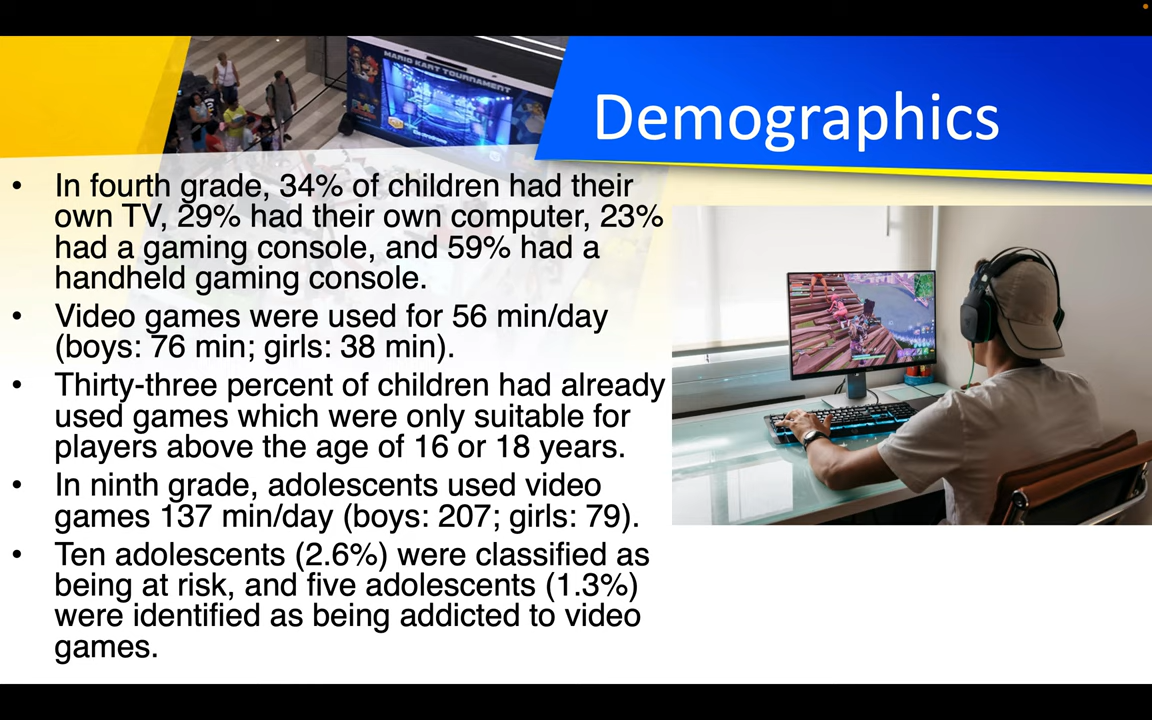 MARIO KART TOURNAMENT
Demographics
• In fourth grade, 34% of children had their
own TV, 29% had their own computer, 23%
had a gaming console, and 59% had a
handheld gaming console.
• Video games were used for 56 min/day
(boys: 76 min; girls: 38 min).
• Thirty-three percent of children had already
used games which were only suitable for
players above the age of 16 or 18 years.
• In ninth grade, adolescents used video
games 137 min/day (boys: 207; girls: 79).
• Ten adolescents (2.6%) were classified as
being at risk, and five adolescents (1.3%)
were identified as being addicted to video
games.